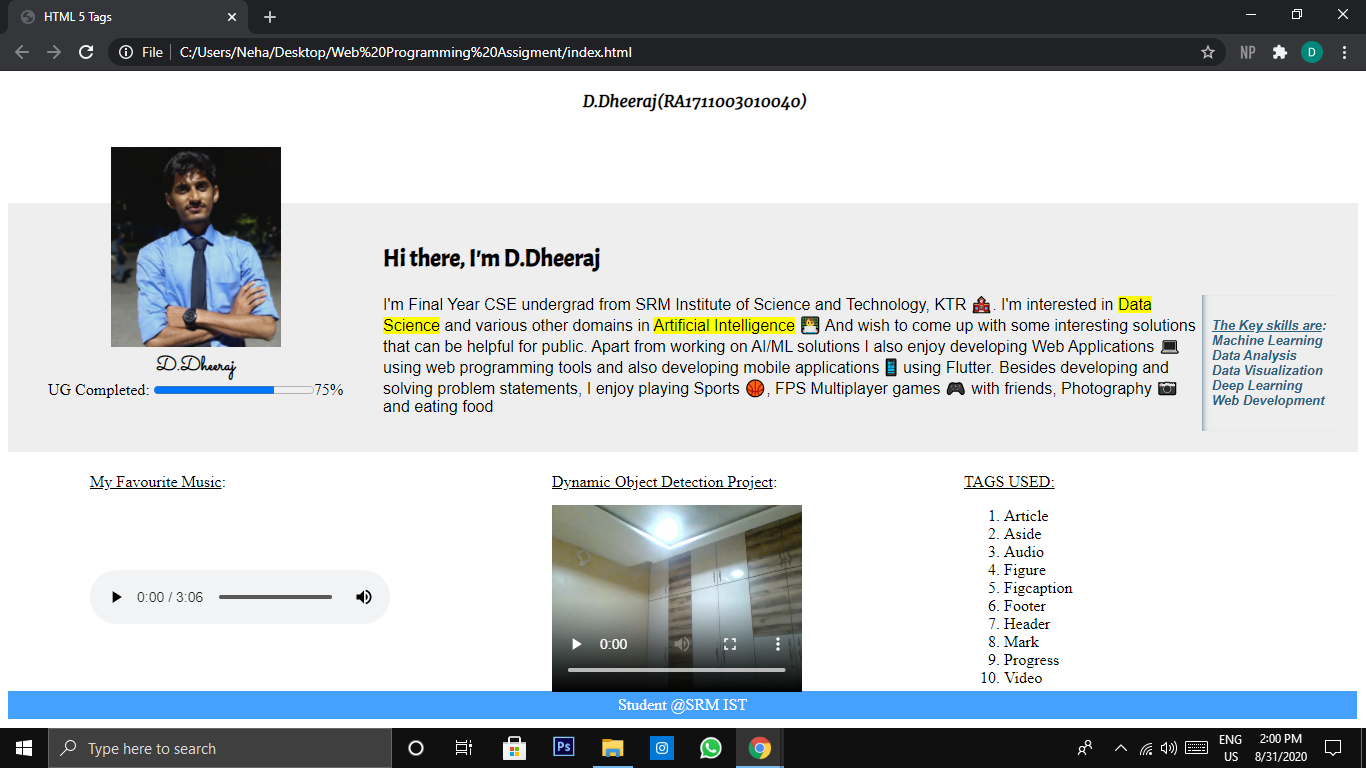 HTML 5 Tags
File
C:/Users/Neha/Desktop/Web%20Programming%20Assigment/index.html
NP
D
D.Dheeraj(RA1711003010040)
D.Dheeraj
UG Completed: 75%
Hi there, I'm D.Dheeraj
I'm Final Year CSE undergrad from SRM Institute of Science and Technology, KTR 🏫. I'm interested in Data
Science and various other domains in Artificial Intelligence 👨‍💻 And wish to come up with some interesting solutions
that can be helpful for public. Apart from working on AI/ML solutions I also enjoy developing Web Applications 💻
using web programming tools and also developing mobile applications 📱 using Flutter. Besides developing and
solving problem statements, I enjoy playing Sports 🏀, FPS Multiplayer games 🎮 with friends, Photography 📷
and eating food
The Key skills are:
Machine Learning
Data Analysis
Data Visualization
Deep Learning
Web Development
My Favourite Music:
0:00 / 3:06
Dynamic Object Detection Project:
0:00
TAGS USED:
1. Article
2. Aside
3. Audio
4. Figure
5. Figcaption
6. Footer
7. Header
8. Mark
9. Progress
10. Video
Student @SRM IST
Type here to search
Ps
ENG
US
2:00 PM
8/31/2020